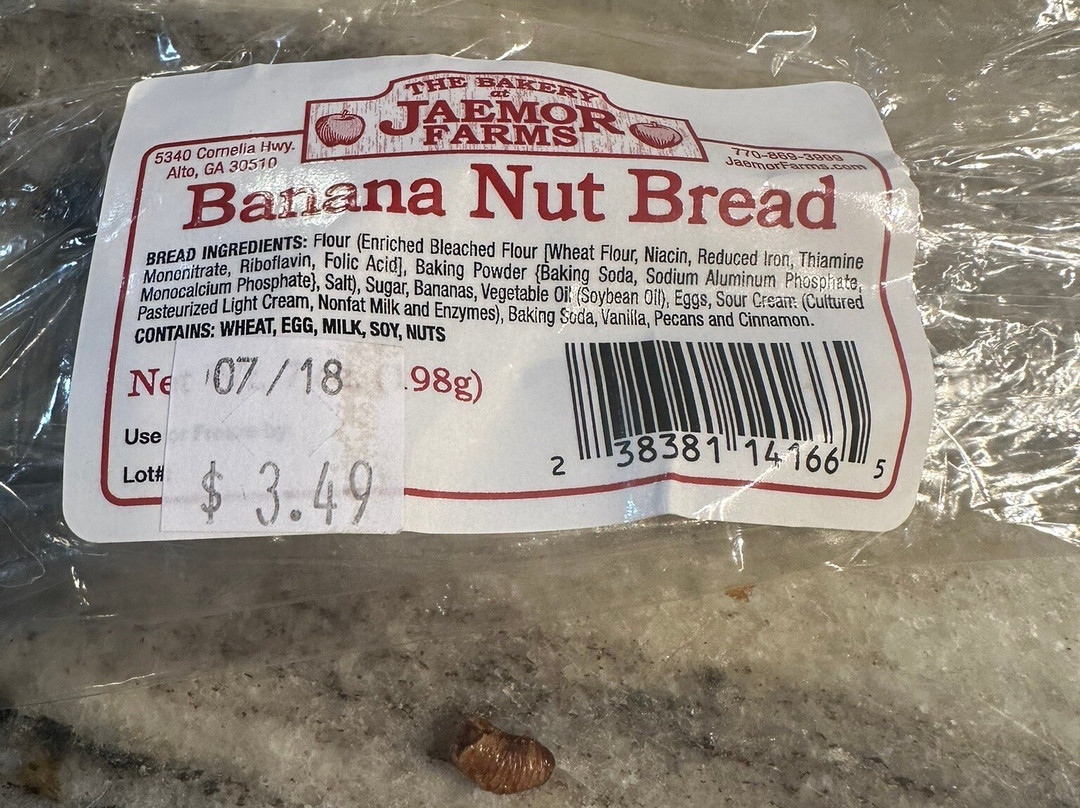 THE BAKERY
at
JAEMOR
FARMS
5340 Cornelia Hwy.
Alto, GA 30510
770-869-3999
JaemorFarms.com
Banana Nut Bread
BREAD INGREDIENTS: Flour (Enriched Bleached Flour [Wheat Flour, Niacin, Reduced Iron, Thiamine
Mononitrate, Riboflavin, Folic Acid], Baking Powder {Baking Soda, Sodium Aluminum Phosphate,
Monocalcium Phosphate}, Salt), Sugar, Bananas, Vegetable Oil (Soybean Oil), Eggs, Sour Cream (Cultured
Pasteurized Light Cream, Nonfat Milk and Enzymes), Baking Soda, Vanilla, Pecans and Cinnamon.
CONTAINS: WHEAT, EGG, MILK, SOY, NUTS
07/18
98g)
Use or Freeze by
Lot#
$ 3.49
2 38381 14166 5